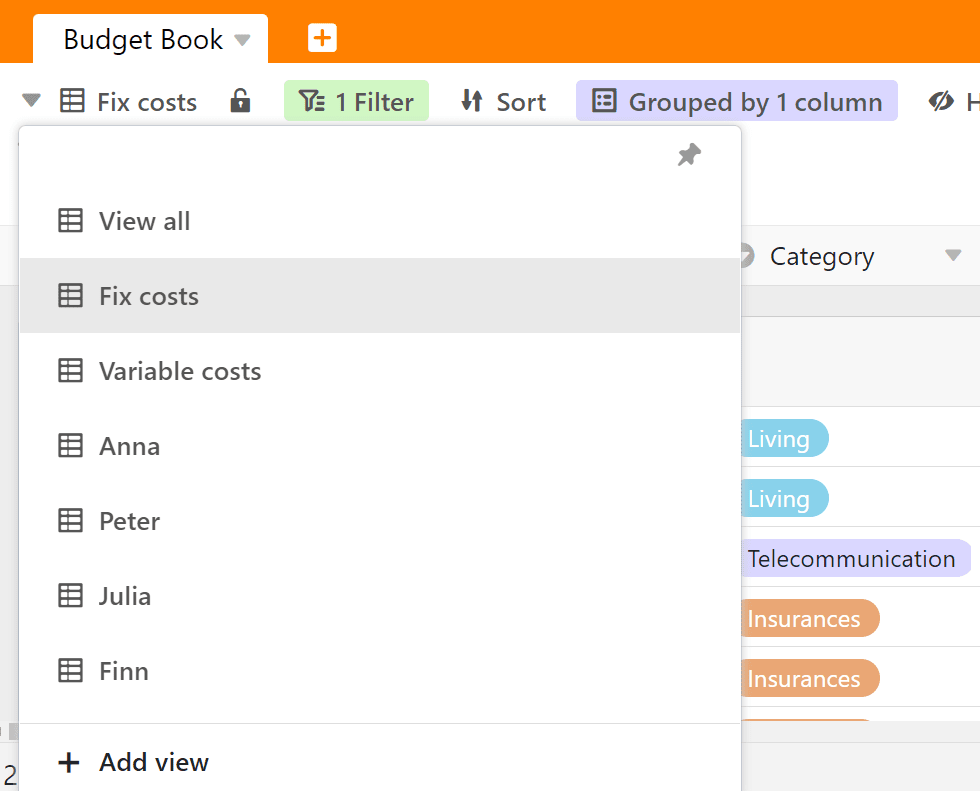 Budget Book
Fix costs
1 Filter
Sort
Grouped by 1 column
H
View all
Fix costs
Variable costs
Anna
Peter
Julia
Finn
Add view
Category
Living
Living
Telecommunication
Insurances
Insurances
2